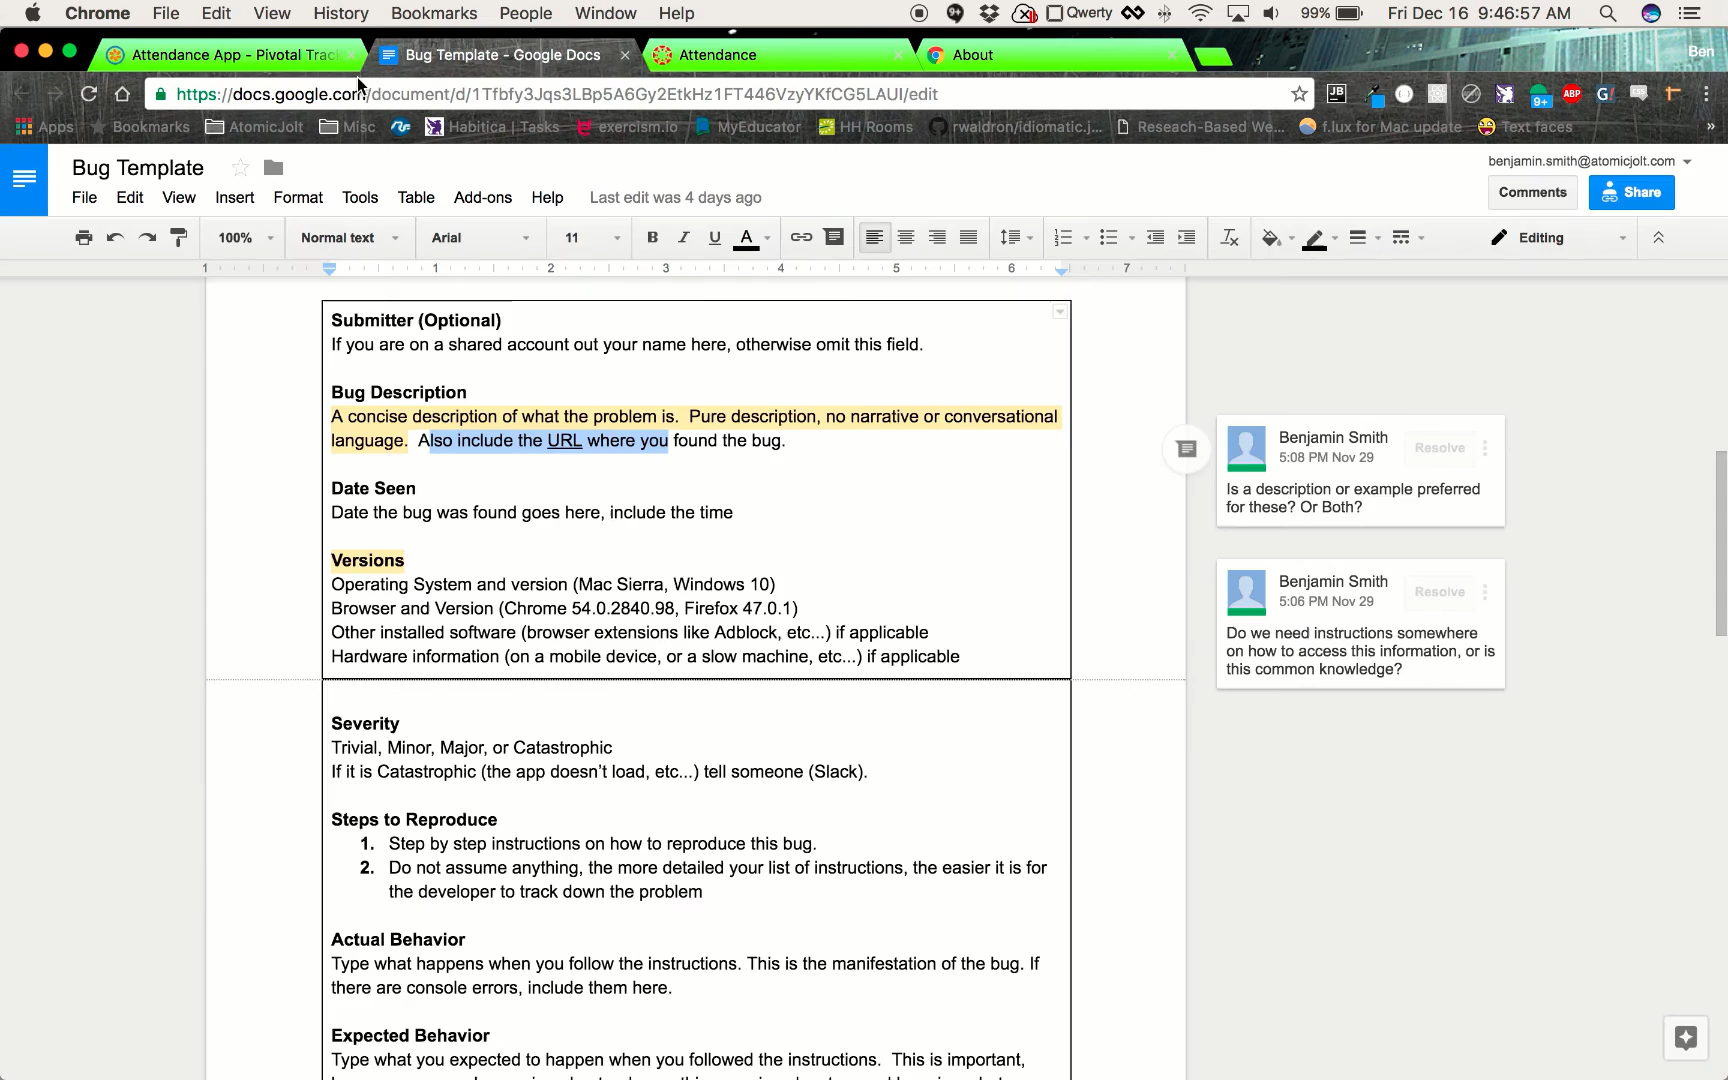 Chrome File Edit View History Bookmarks People Window Help 9+ Qwerty 99% Fri Dec 16 9:46:57 AM
Attendance App - Pivotal Trac Bug Template - Google Docs Attendance About Ben
https://docs.google.com/document/d/1Tfbfy3Jqs3LBp5A6Gy2EtkHz1FT446VzyYKfCG5LAUI/edit JB 9+ ABP G!
Apps Bookmarks AtomicJolt Misc Habitica | Tasks exercism.io MyEducator HH Rooms rwaldron/idiomatic.j... Reseach-Based We... f.lux for Mac update Text faces »
Bug Template benjamin.smith@atomicjolt.com
File Edit View Insert Format Tools Table Add-ons Help Last edit was 4 days ago Comments Share
100% Normal text Arial 11 B I U A Editing
1 1 2 3 4 5 6 7
Submitter (Optional)
If you are on a shared account out your name here, otherwise omit this field.
Bug Description
A concise description of what the problem is. Pure description, no narrative or conversational
language. Also include the URL where you found the bug.
Date Seen
Date the bug was found goes here, include the time
Versions
Operating System and version (Mac Sierra, Windows 10)
Browser and Version (Chrome 54.0.2840.98, Firefox 47.0.1)
Other installed software (browser extensions like Adblock, etc...) if applicable
Hardware information (on a mobile device, or a slow machine, etc...) if applicable
Severity
Trivial, Minor, Major, or Catastrophic
If it is Catastrophic (the app doesn't load, etc...) tell someone (Slack).
Steps to Reproduce
1. Step by step instructions on how to reproduce this bug.
2. Do not assume anything, the more detailed your list of instructions, the easier it is for
the developer to track down the problem
Actual Behavior
Type what happens when you follow the instructions. This is the manifestation of the bug. If
there are console errors, include them here.
Expected Behavior
Type what you expected to happen when you followed the instructions. This is important,
Benjamin Smith Resolve
5:08 PM Nov 29
Is a description or example preferred
for these? Or Both?
Benjamin Smith Resolve
5:06 PM Nov 29
Do we need instructions somewhere
on how to access this information, or is
this common knowledge?